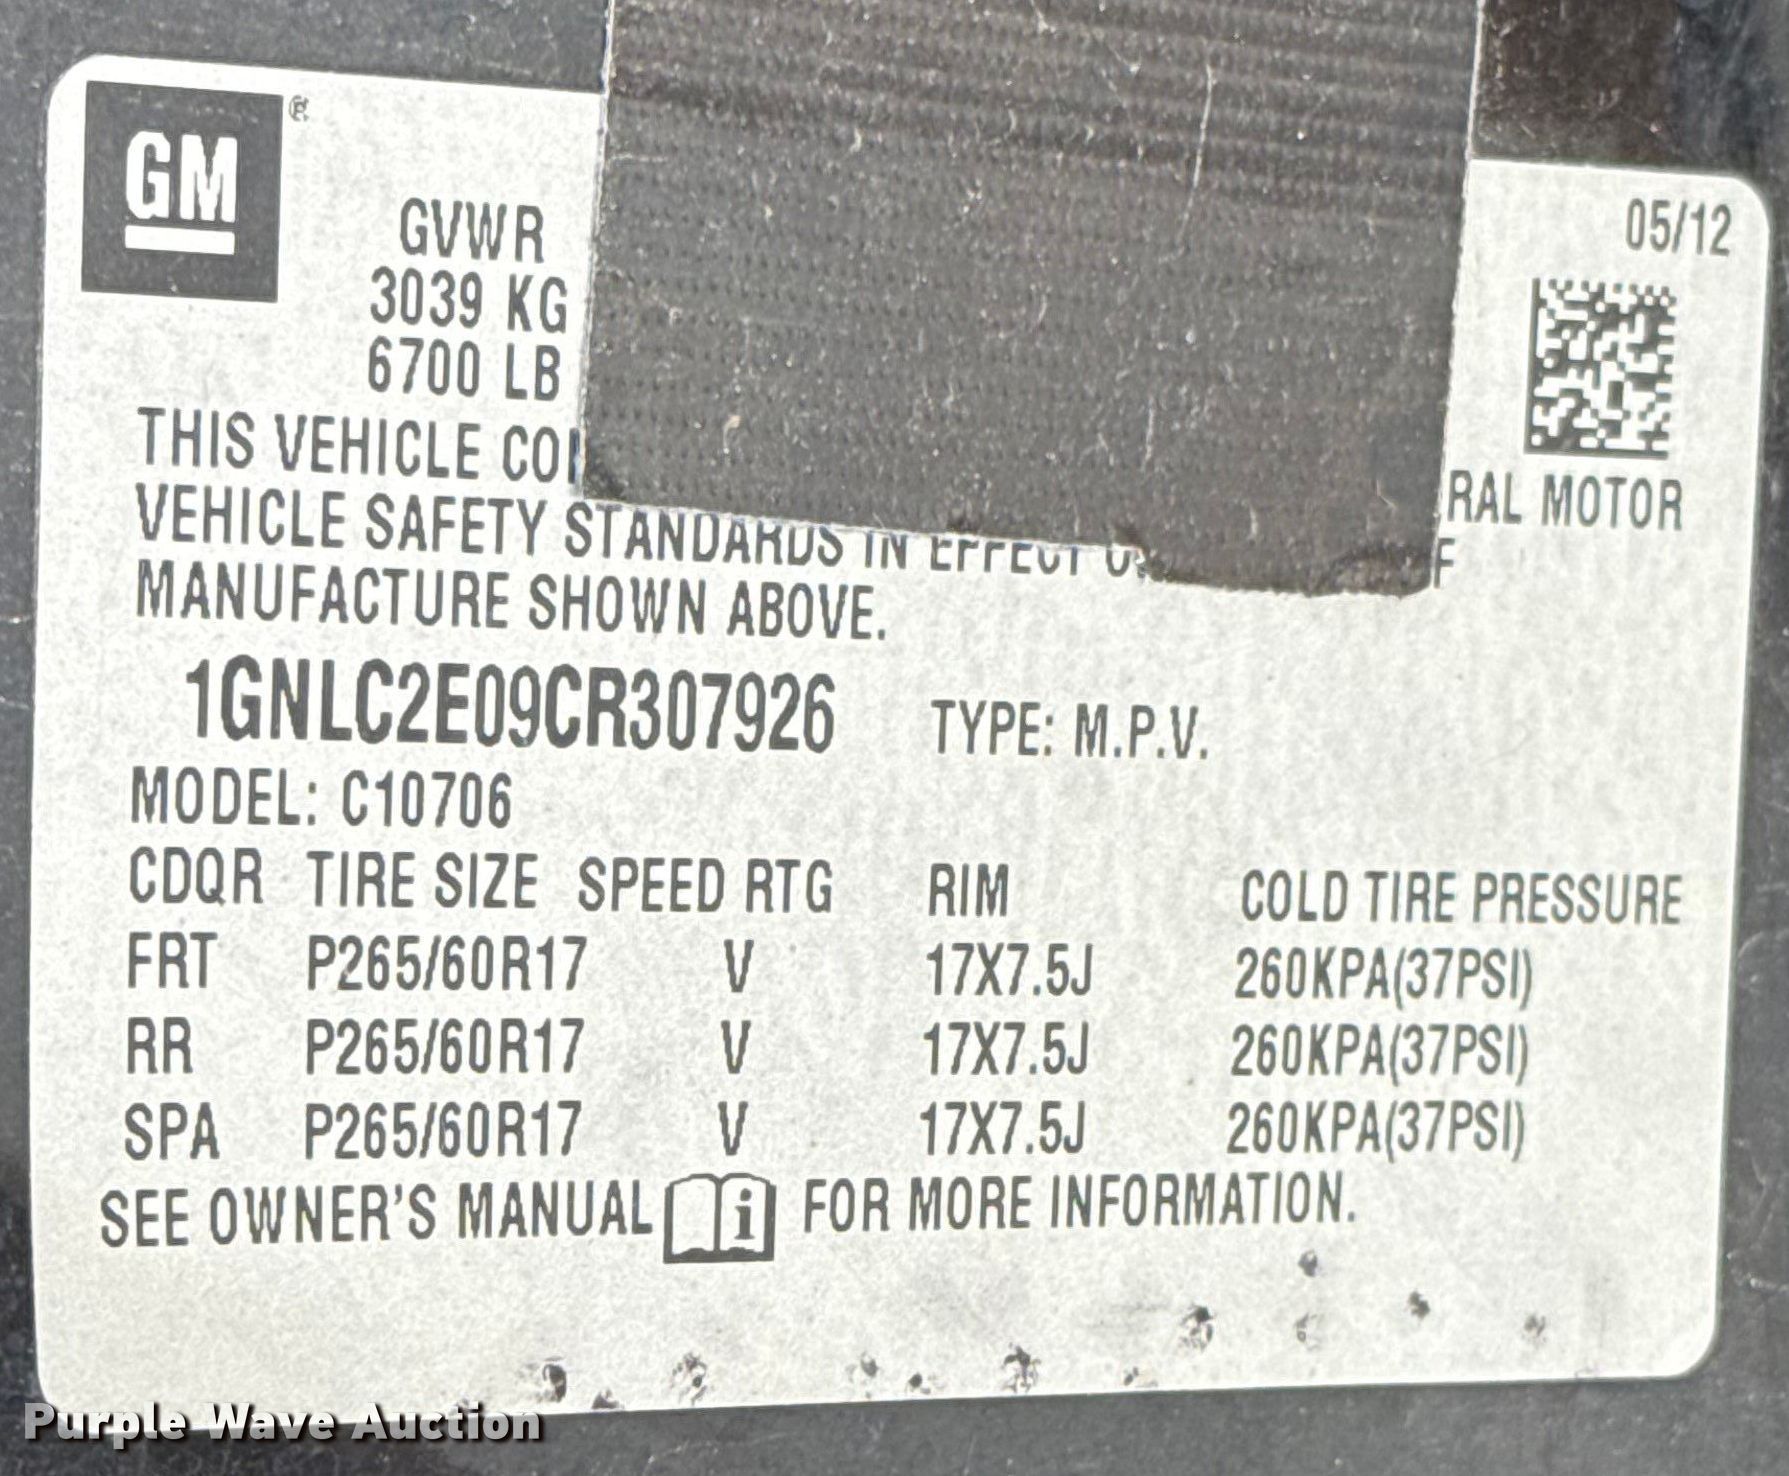 GM ®
05/12
GVWR
3039 KG
6700 LB
THIS VEHICLE RAL MOTOR
VEHICLE SAFETY STANDARDS IN EFFECT
MANUFACTURE SHOWN ABOVE.
1GNLC2E09CR307926 TYPE: M.P.V.
MODEL: C10706
CDQR TIRE SIZE SPEED RTG RIM COLD TIRE PRESSURE
FRT P265/60R17 V 17X7.5J 260KPA(37PSI)
RR P265/60R17 V 17X7.5J 260KPA(37PSI)
SPA P265/60R17 V 17X7.5J 260KPA(37PSI)
SEE OWNER'S MANUAL i FOR MORE INFORMATION.
Purple Wave Auction